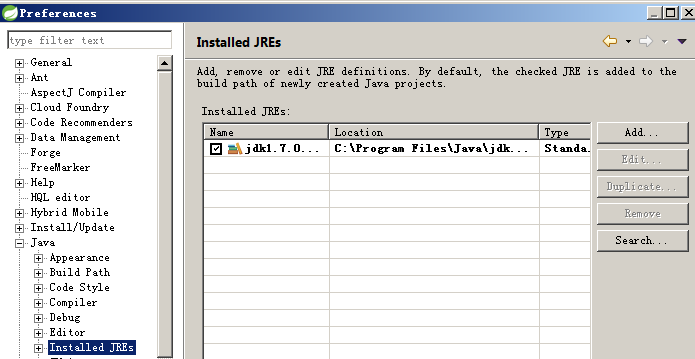 Preferences
type filter text
General
Ant
AspectJ Compiler
Cloud Foundry
Code Recommenders
Data Management
Forge
FreeMarker
Help
HQL editor
Hybrid Mobile
Install/Update
Java
Appearance
Build Path
Code Style
Compiler
Debug
Editor
Installed JREs
Installed JREs
Add, remove or edit JRE definitions. By default, the checked JRE is added to the
build path of newly created Java projects.
Installed JREs:
Name Location Type
jdk1.7.0... C:\Program Files\Java\jdk... Standa.
Add...
Edit...
Duplicate...
Remove
Search...